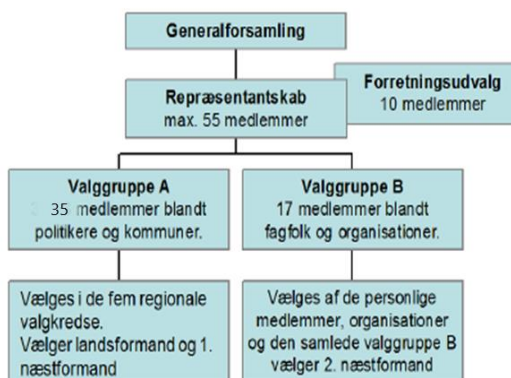 Generalforsamling
Repræsentantskab
max. 55 medlemmer
Forretningsudvalg
10 medlemmer
Valggruppe A
35 medlemmer blandt
politikere og kommuner.
Valggruppe B
17 medlemmer blandt
fagfolk og organisationer.
Vælges i de fem regionale
valgkredse.
Vælger landsformand og 1.
næstformand
Vælges af de personlige
medlemmer, organisationer
og den samlede valggruppe B
vælger 2. næstformand